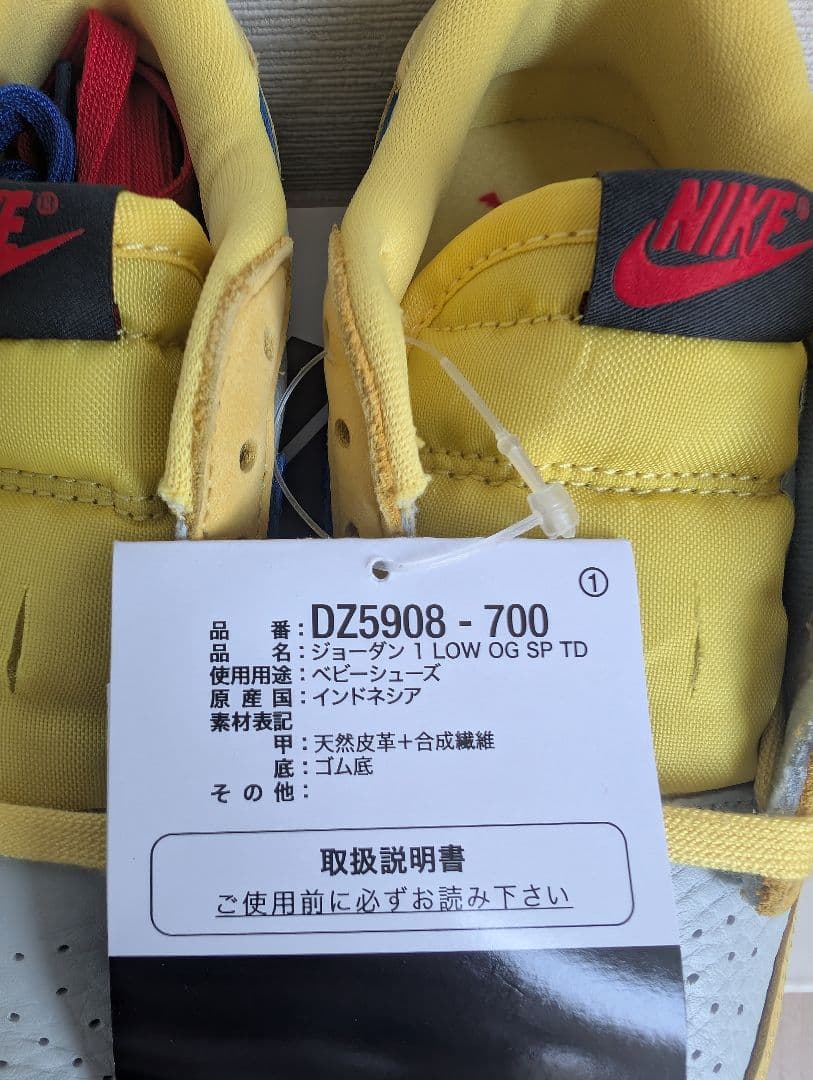 E®
NIKE®
①
品番：DZ5908 - 700
品名：ジョーダン 1 LOW OG SP TD
使用用途：ベビーシューズ
原産国：インドネシア
素材表記
甲：天然皮革＋合成繊維
底：ゴム底
その他：
取扱説明書
ご使用前に必ずお読み下さい